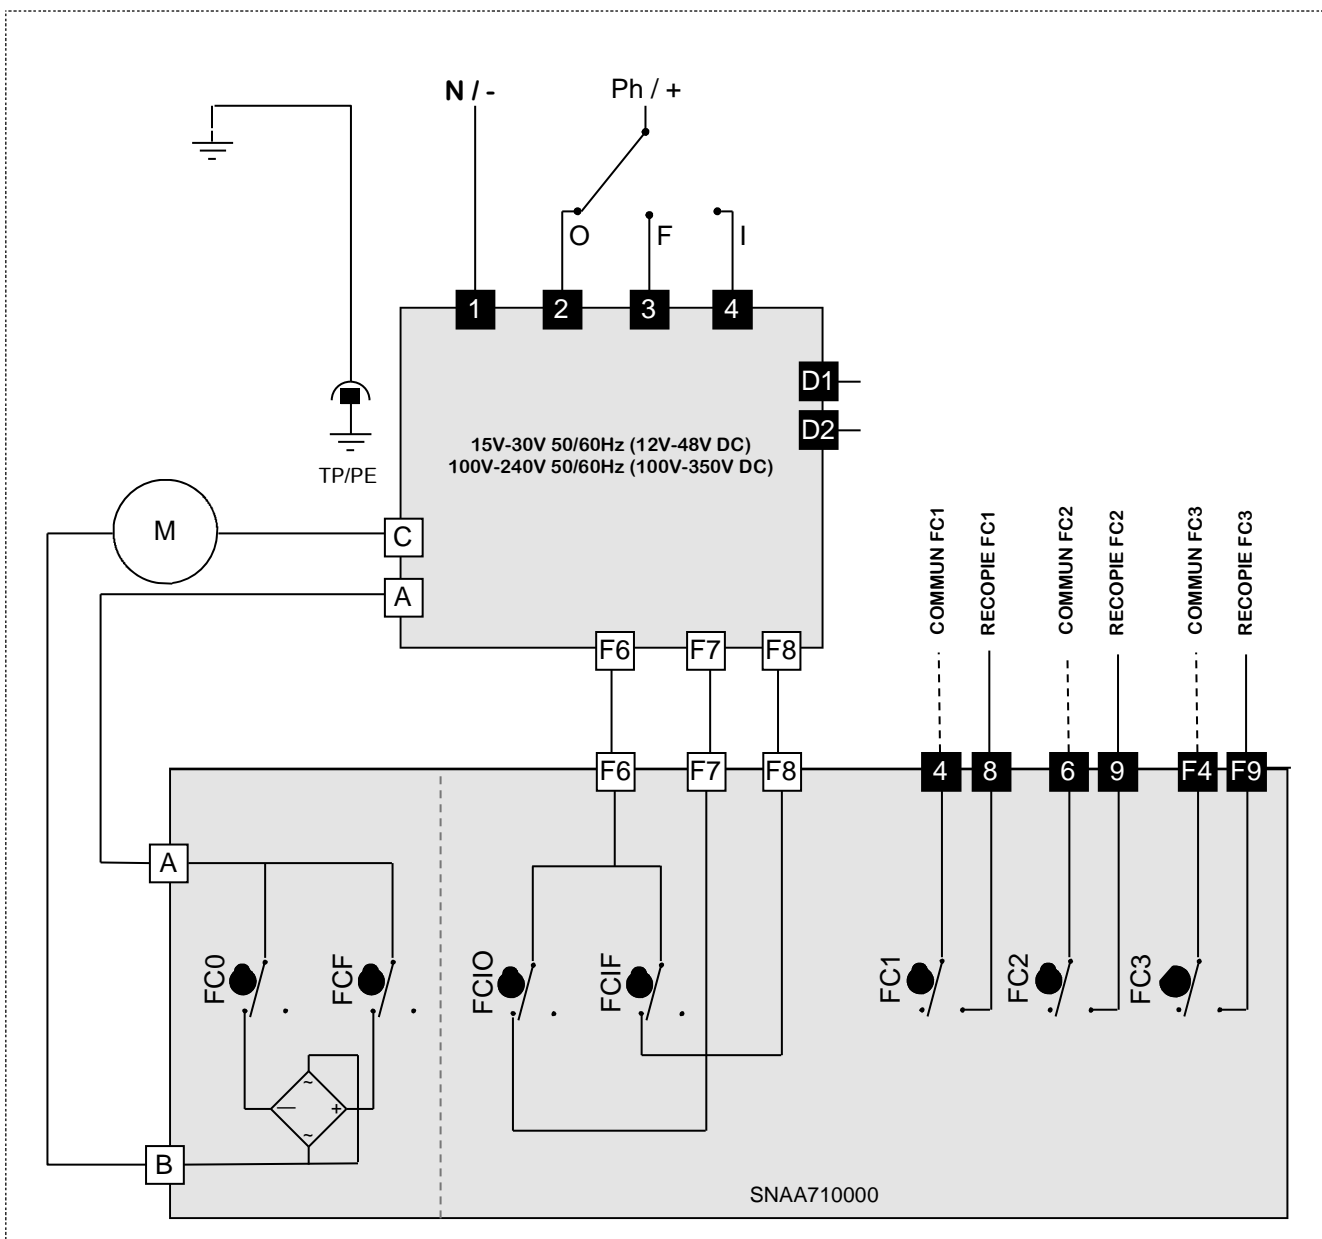 N / -
Ph / +
O
F
I
1
2
3
4
D1
D2
15V-30V 50/60Hz (12V-48V DC)
100V-240V 50/60Hz (100V-350V DC)
TP/PE
M
C
A
F6
F7
F8
COMMUN FC1
RECOPIE FC1
COMMUN FC2
RECOPIE FC2
COMMUN FC3
RECOPIE FC3
F6
F7
F8
4
8
6
9
F4
F9
A
FC0
FCF
FCIO
FCIF
FC1
FC2
FC3
~
— +
~
B
SNAA710000